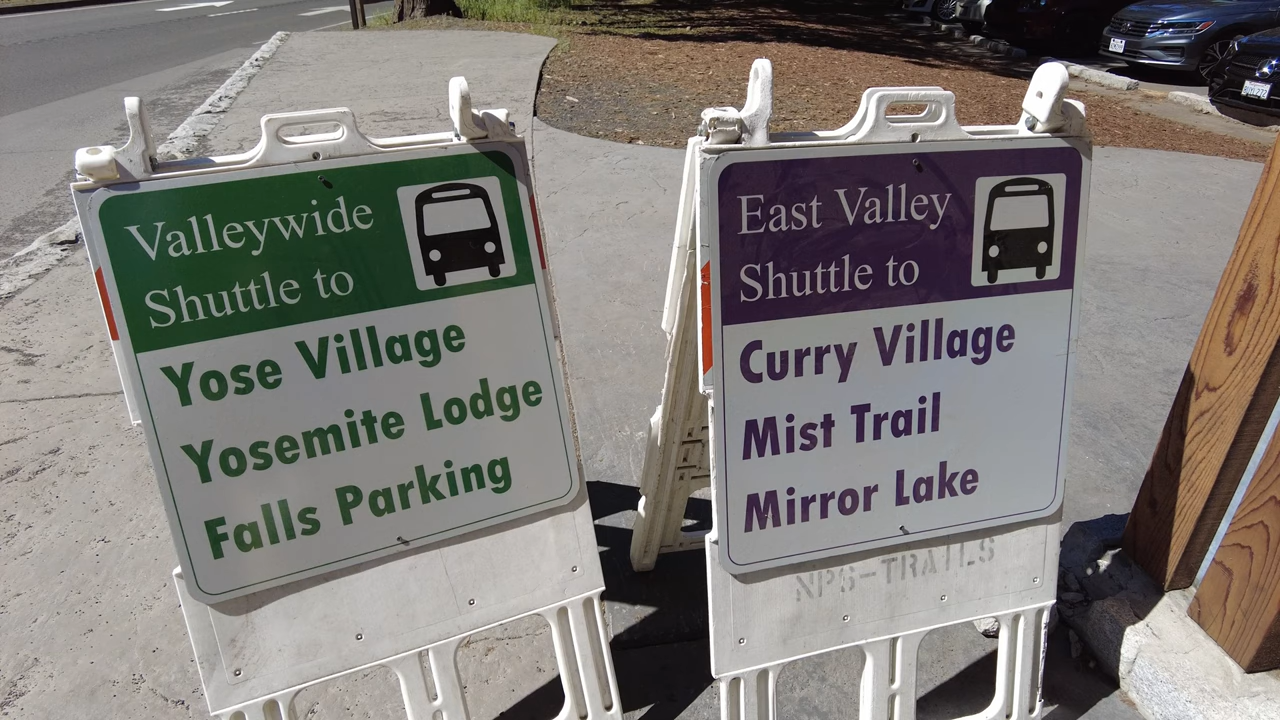 Valleywide
Shuttle to
Yose Village
Yosemite Lodge
Falls Parking
East Valley
Shuttle to
Curry Village
Mist Trail
Mirror Lake
NPS-TRAILS